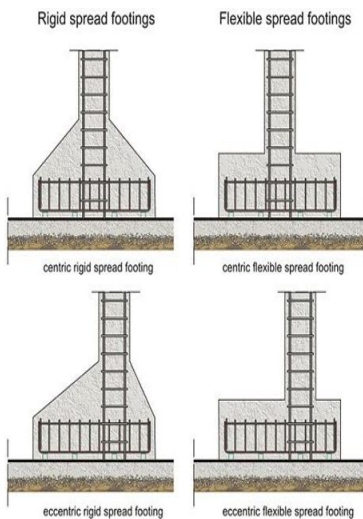 Rigid spread footings
Flexible spread footings
centric rigid spread footing
centric flexible spread footing
eccentric rigid spread footing
eccentric flexible spread footing